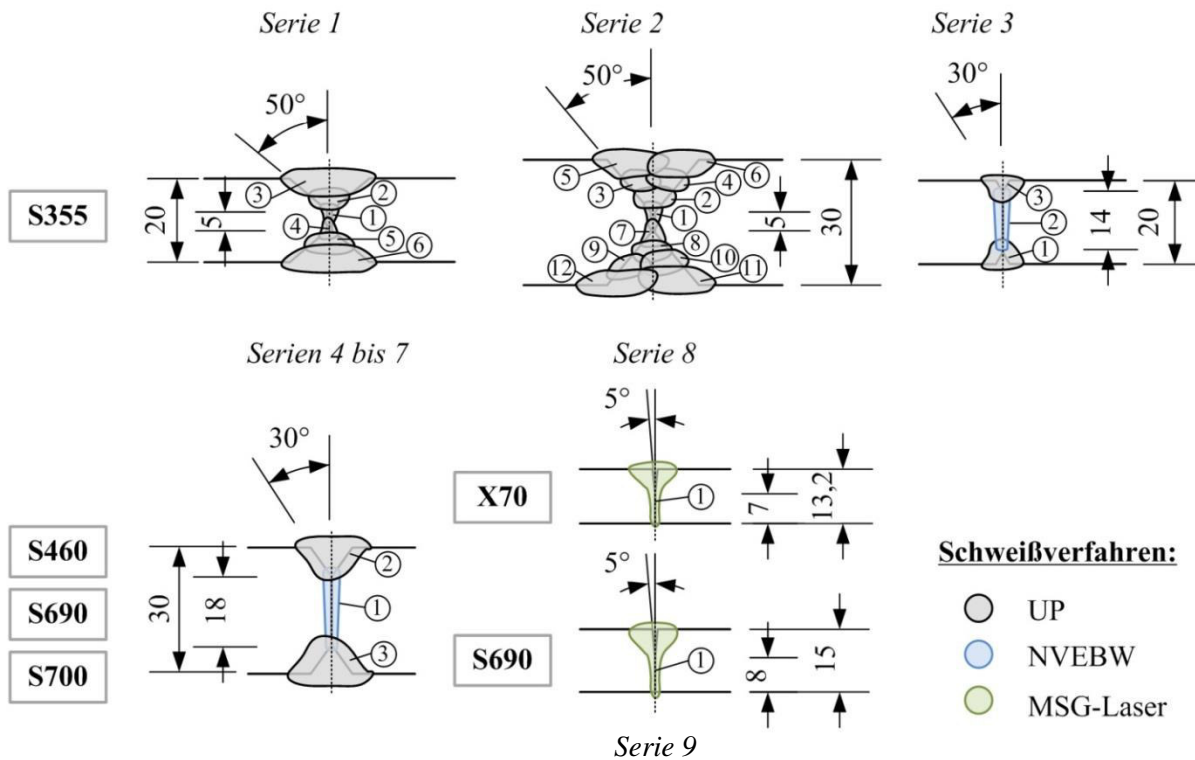 Serie 1
Serie 2
Serie 3
50°
50°
30°
S355
20
5
3
2
1
4
5
6
5
6
3
4
2
1
7
8
9
10
12
11
5
30
3
2
1
14
20
Serien 4 bis 7
Serie 8
30°
5°
X70
1
7
13,2
S460
S690
S700
30
18
2
1
3
5°
S690
1
8
15
Schweißverfahren:
UP
NVEBW
MSG-Laser
Serie 9